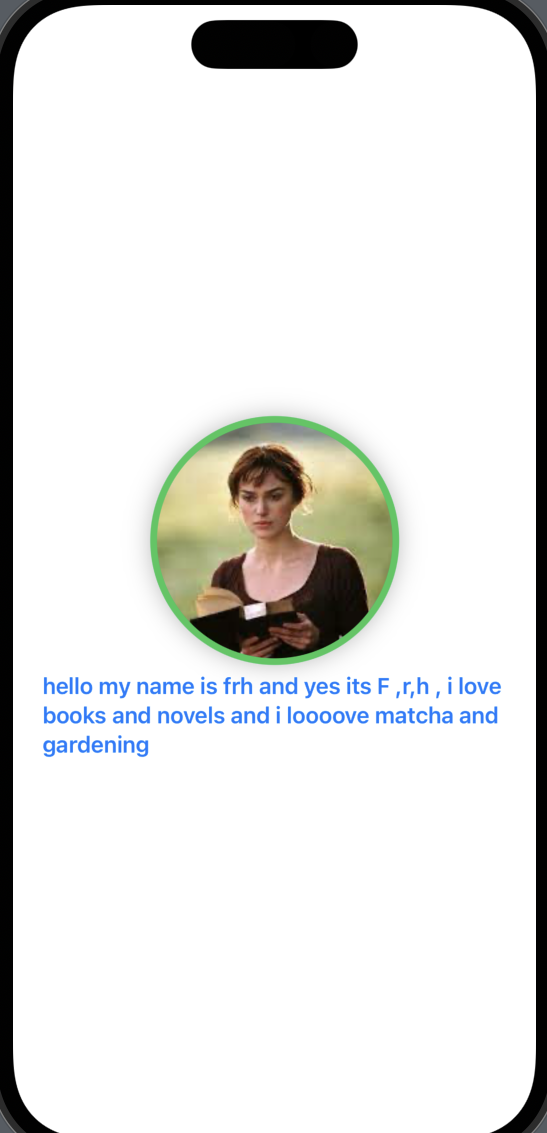 hello my name is frh and yes its F ,r,h , i love
books and novels and i loooove matcha and
gardening